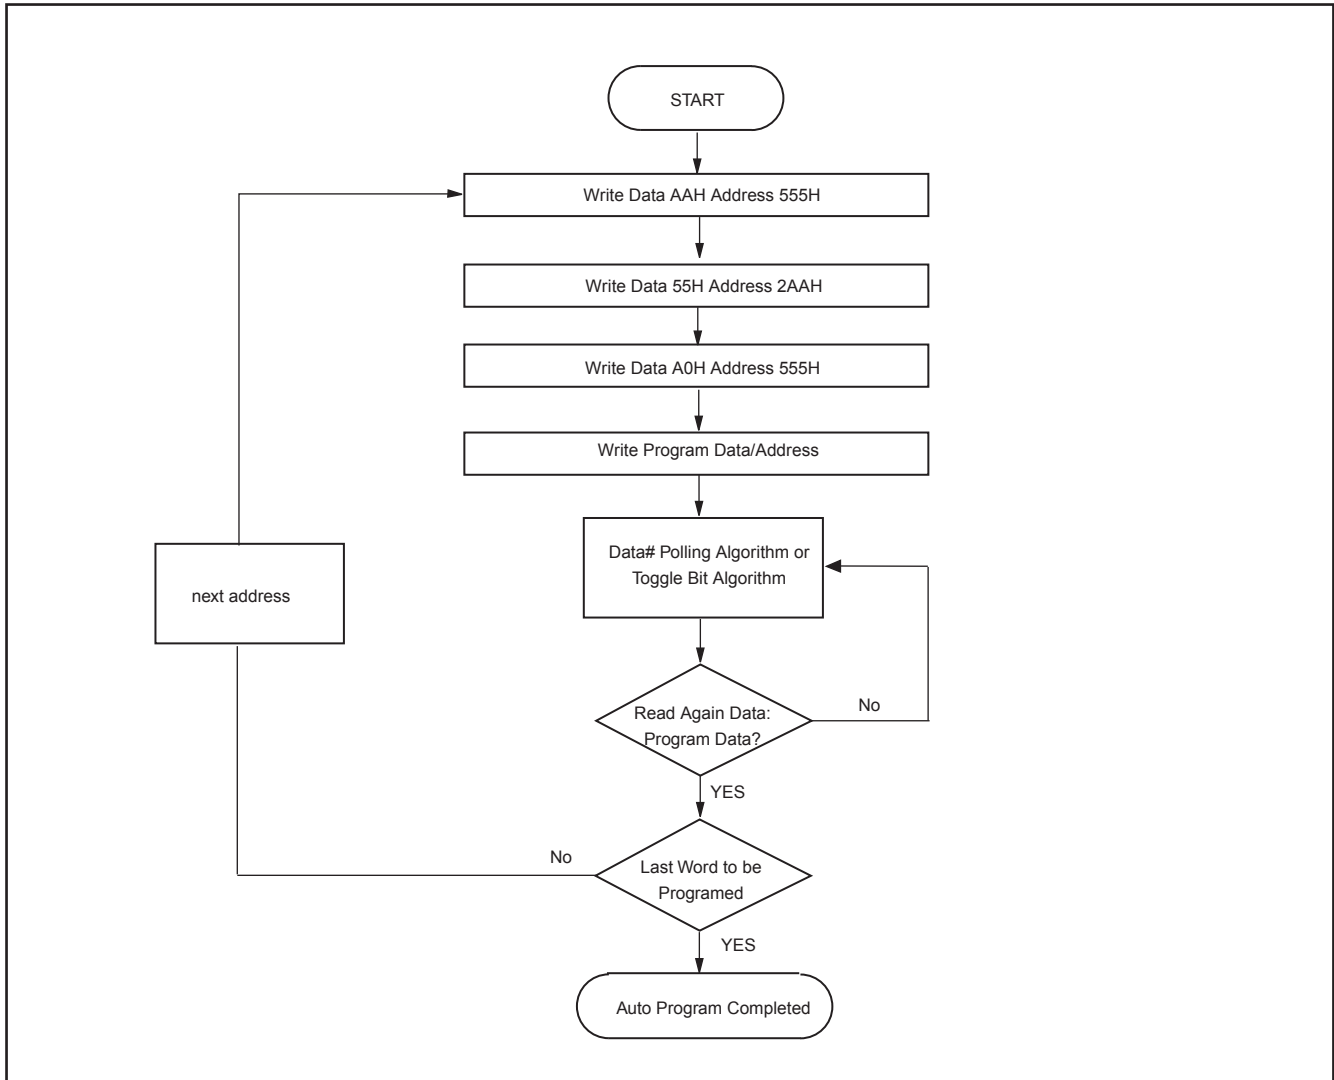 START
Write Data AAH Address 555H
Write Data 55H Address 2AAH
Write Data A0H Address 555H
Write Program Data/Address
Data# Polling Algorithm or
Toggle Bit Algorithm
next address
Read Again Data:
Program Data?
No
YES
No
Last Word to be
Programed
YES
Auto Program Completed